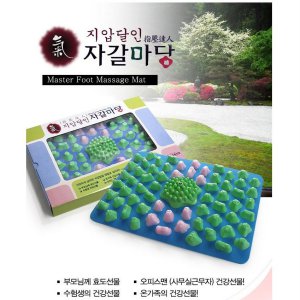 氣
지압달인 指壓達人
자갈마당
Master Foot Massage Mat
氣
지압달인
자갈마당
• 부모님께 효도선물
• 오피스맨 (사무실근무자) 건강선물!
• 수험생의 건강선물!
• 온가족의 건강선물!